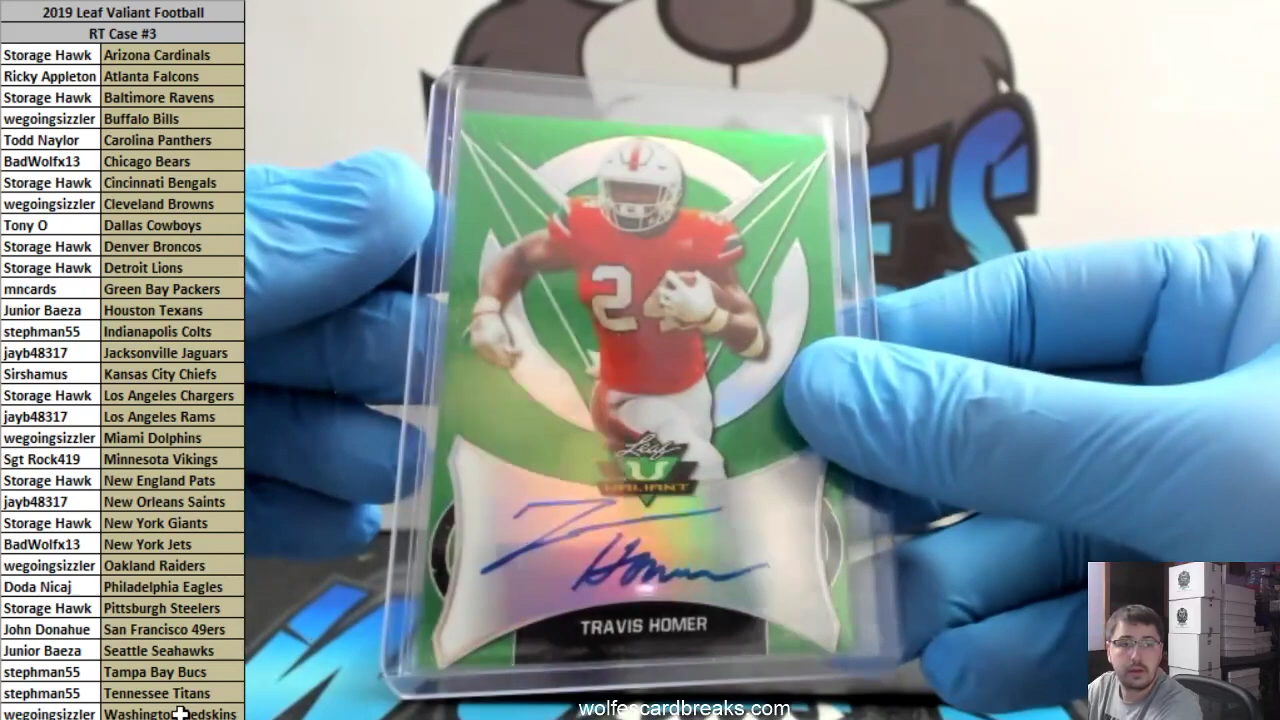 2019 Leaf Valiant Football
RT Case #3
Storage Hawk Arizona Cardinals
Ricky Appleton Atlanta Falcons
Storage Hawk Baltimore Ravens
wegoingsizzler Buffalo Bills
Todd Naylor Carolina Panthers
BadWolfx13 Chicago Bears
Storage Hawk Cincinnati Bengals
wegoingsizzler Cleveland Browns
Tony O Dallas Cowboys
Storage Hawk Denver Broncos
Storage Hawk Detroit Lions
mncards Green Bay Packers
Junior Baeza Houston Texans
stephman55 Indianapolis Colts
jayb48317 Jacksonville Jaguars
Sirshamus Kansas City Chiefs
Storage Hawk Los Angeles Chargers
jayb48317 Los Angeles Rams
wegoingsizzler Miami Dolphins
Sgt Rock419 Minnesota Vikings
Storage Hawk New England Pats
jayb48317 New Orleans Saints
Storage Hawk New York Giants
BadWolfx13 New York Jets
wegoingsizzler Oakland Raiders
Doda Nicaj Philadelphia Eagles
Storage Hawk Pittsburgh Steelers
John Donahue San Francisco 49ers
Junior Baeza Seattle Seahawks
stephman55 Tampa Bay Bucs
stephman55 Tennessee Titans
wegoingsizzler
24
Leaf
VALIANT
T Homer
TRAVIS HOMER
E'S
wolfescardbreaks.com